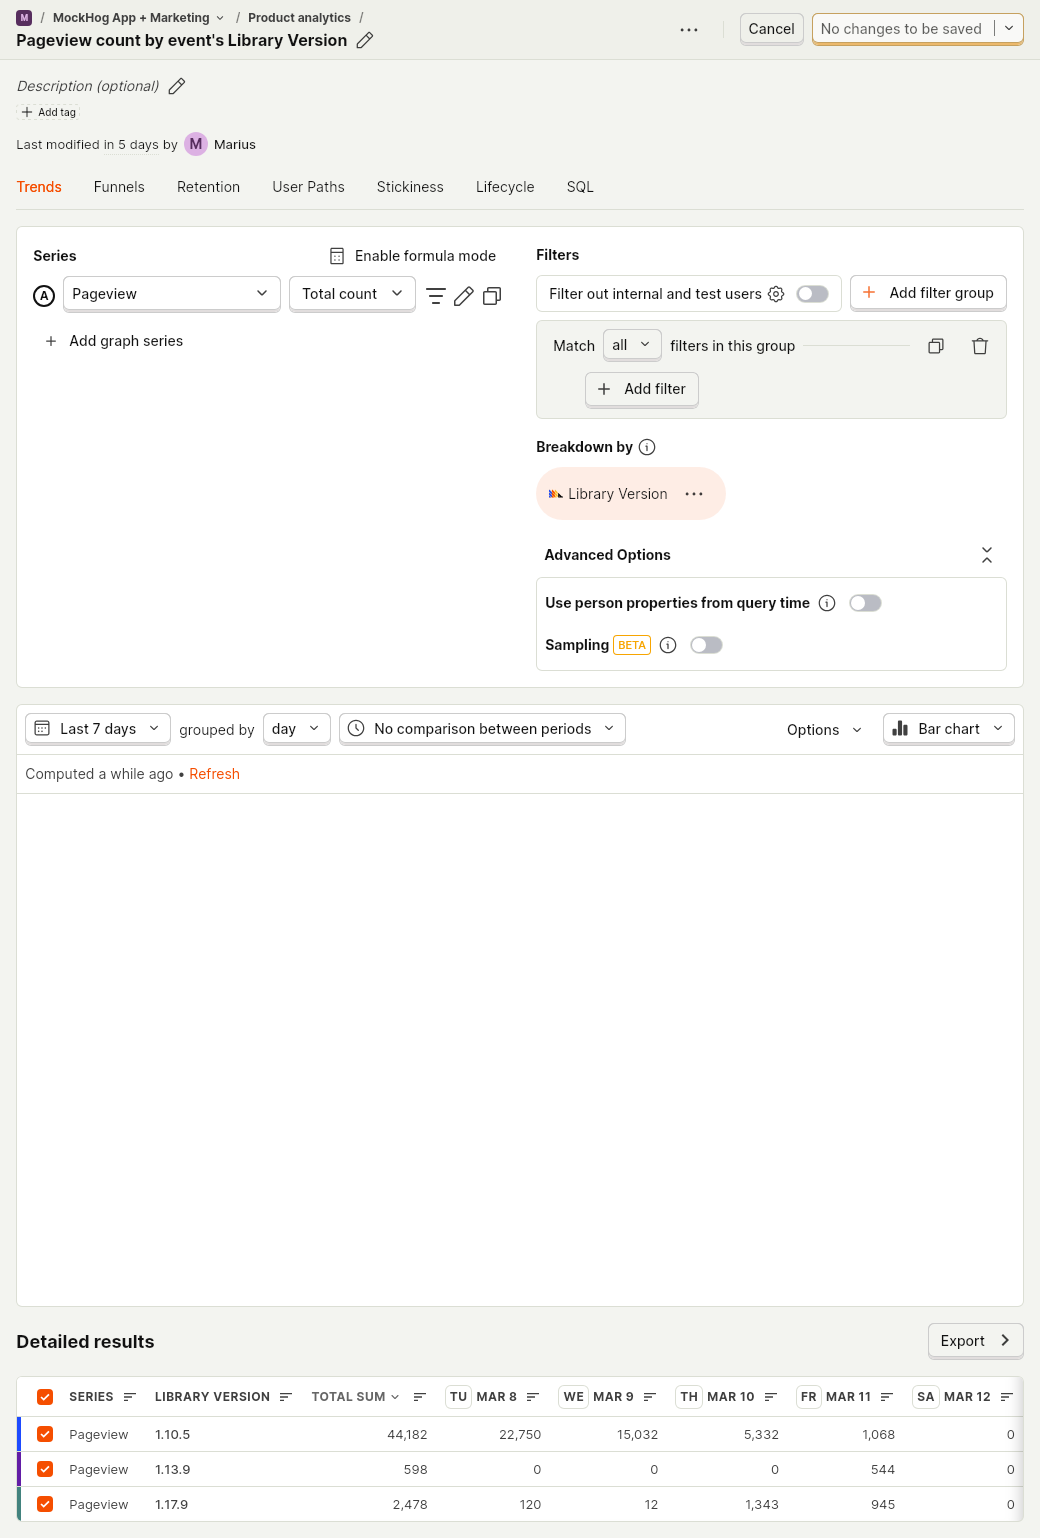 M / MockHog App + Marketing / Product analytics /
Pageview count by event's Library Version
Cancel
No changes to be saved
Description (optional)
Add tag
Last modified in 5 days by M Marius
Trends Funnels Retention User Paths Stickiness Lifecycle SQL
Series
Enable formula mode
A Pageview Total count
Add graph series
Filters
Filter out internal and test users
Add filter group
Match all filters in this group
Add filter
Breakdown by
Library Version
Advanced Options
Use person properties from query time
Sampling BETA
Last 7 days grouped by day No comparison between periods Options Bar chart
Computed a while ago • Refresh
Detailed results
Export
SERIES LIBRARY VERSION TOTAL SUM TU MAR 8 WE MAR 9 TH MAR 10 FR MAR 11 SA MAR 12
Pageview 1.10.5 44,182 22,750 15,032 5,332 1,068 0
Pageview 1.13.9 598 0 0 0 544 0
Pageview 1.17.9 2,478 120 12 1,343 945 0